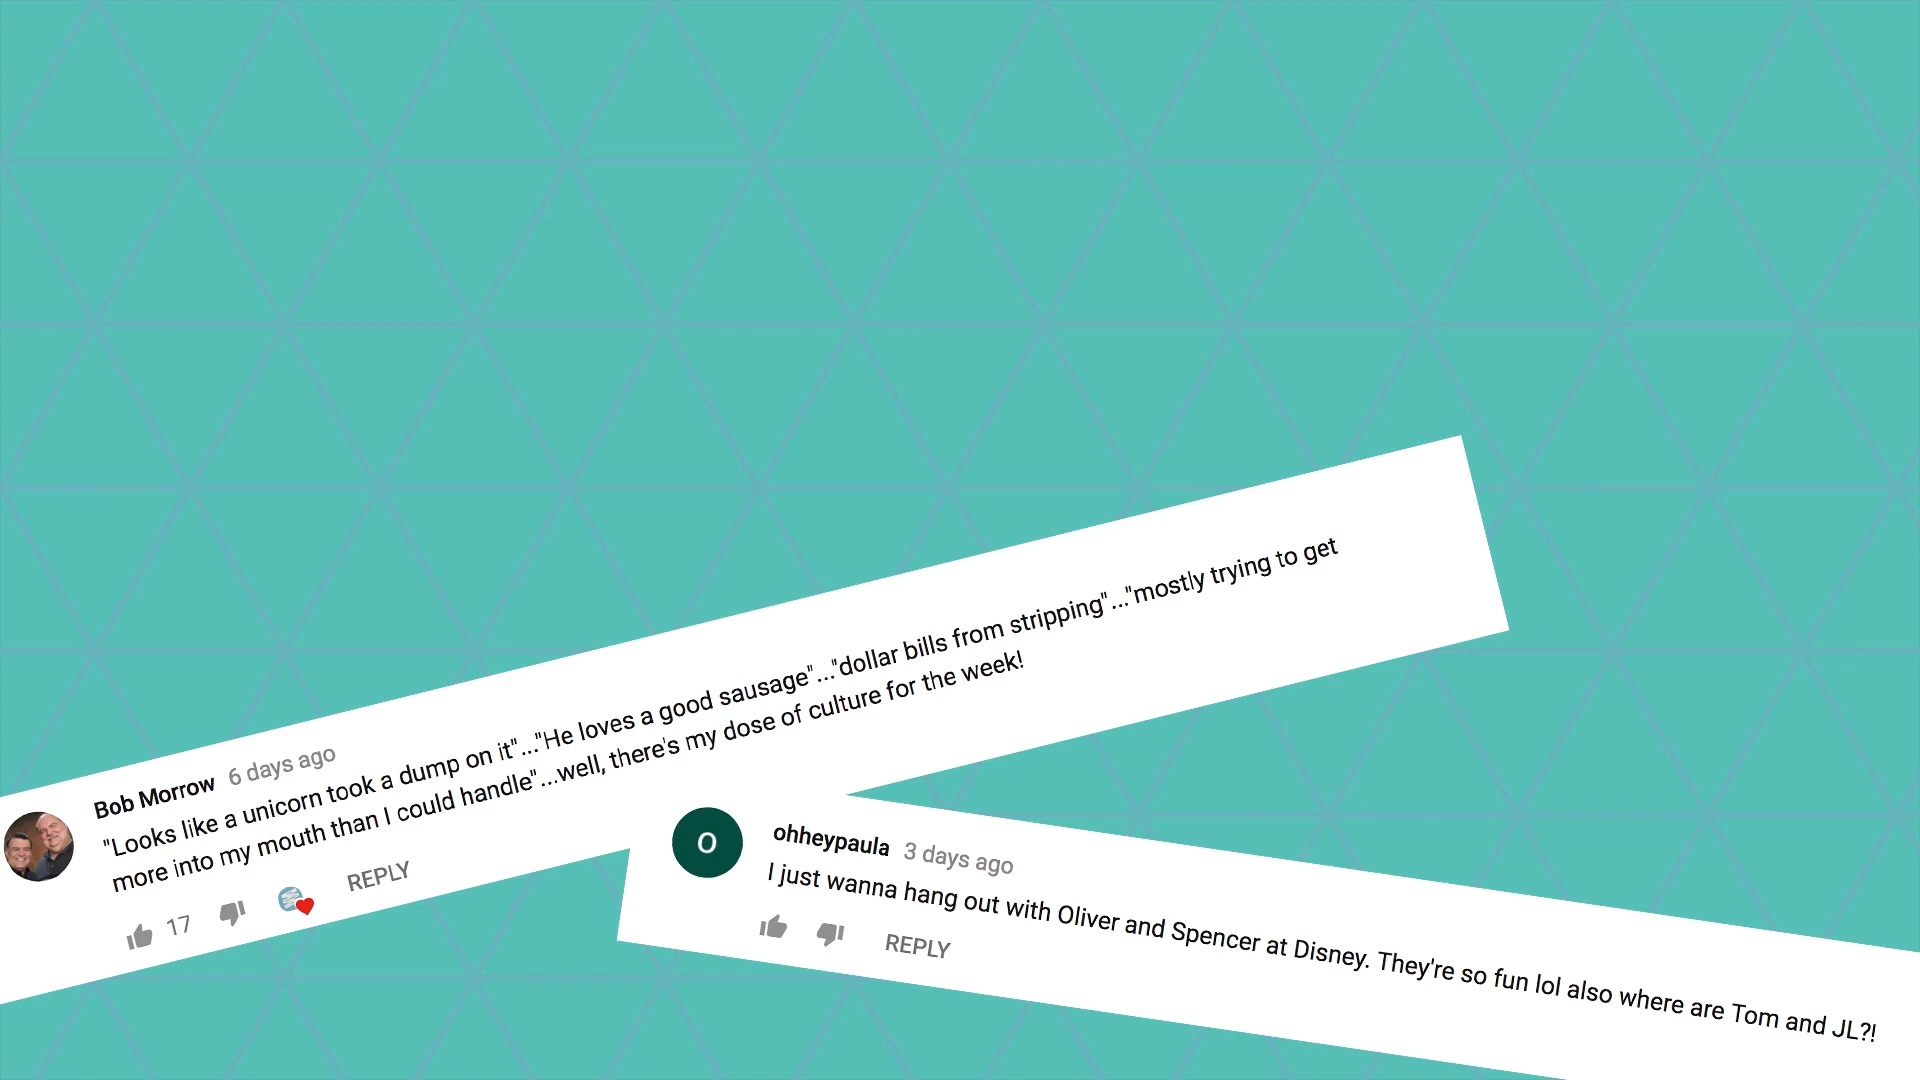 Bob Morrow 6 days ago
"Looks like a unicorn took a dump on it"..."He loves a good sausage"..."dollar bills from stripping"..."mostly trying to get
more into my mouth than I could handle"...well, there's my dose of culture for the week!
17 REPLY
O
ohheypaula 3 days ago
I just wanna hang out with Oliver and Spencer at Disney. They're so fun lol also where are Tom and JL?!
REPLY